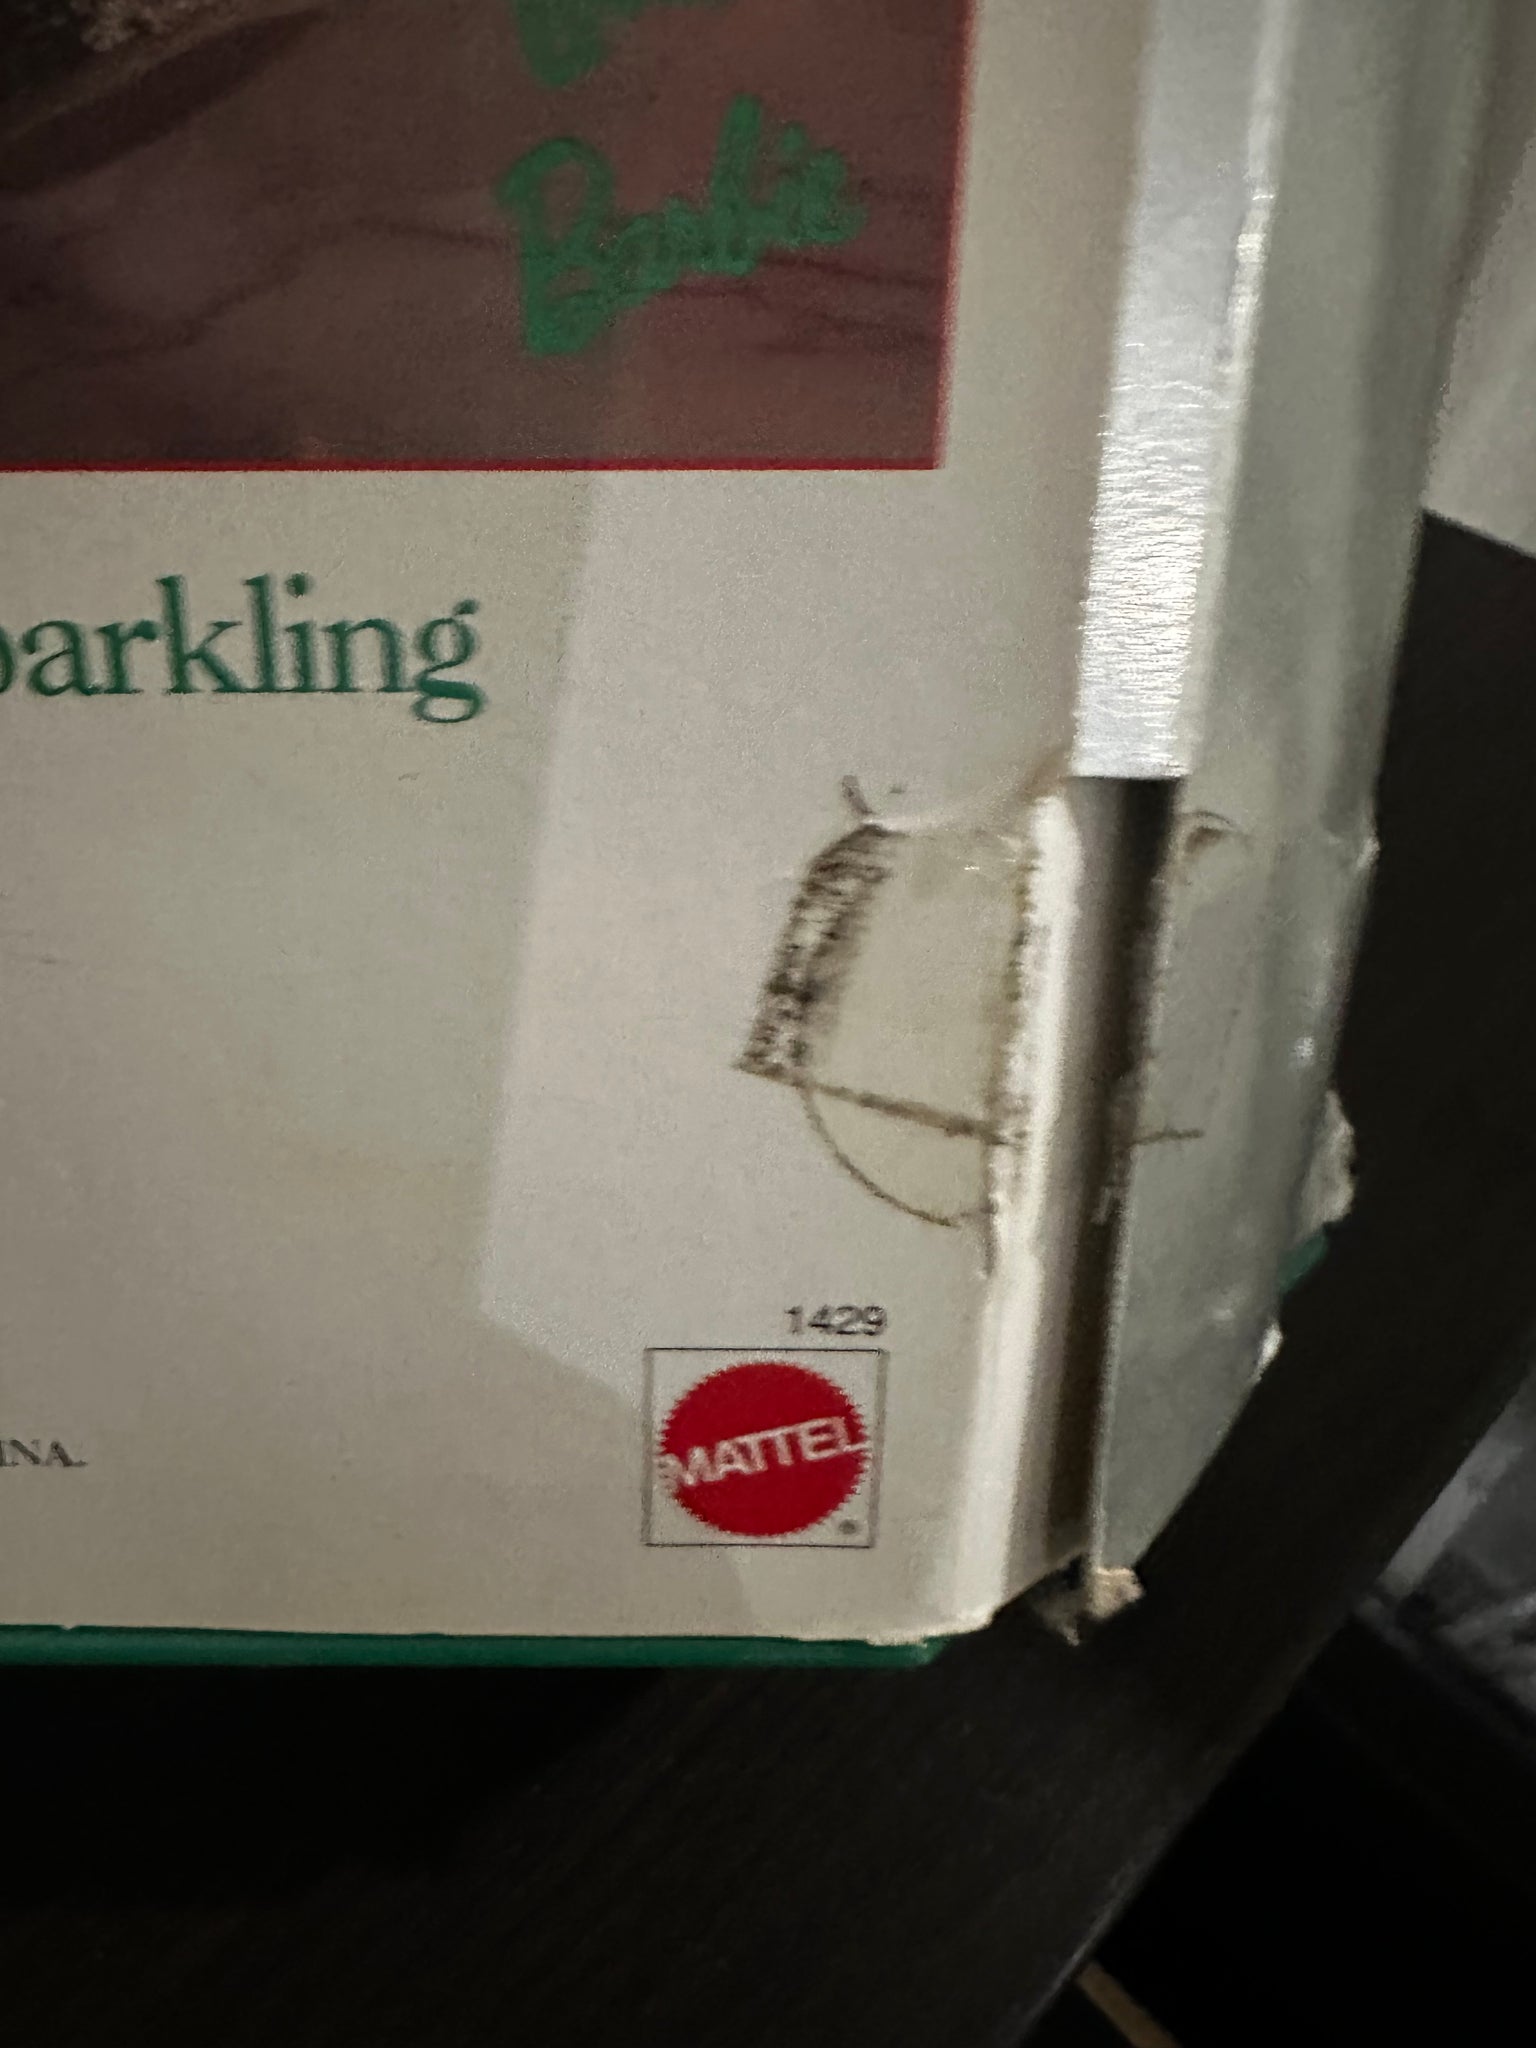 Barbie
parkling
INA.
1429
MATTEL
®